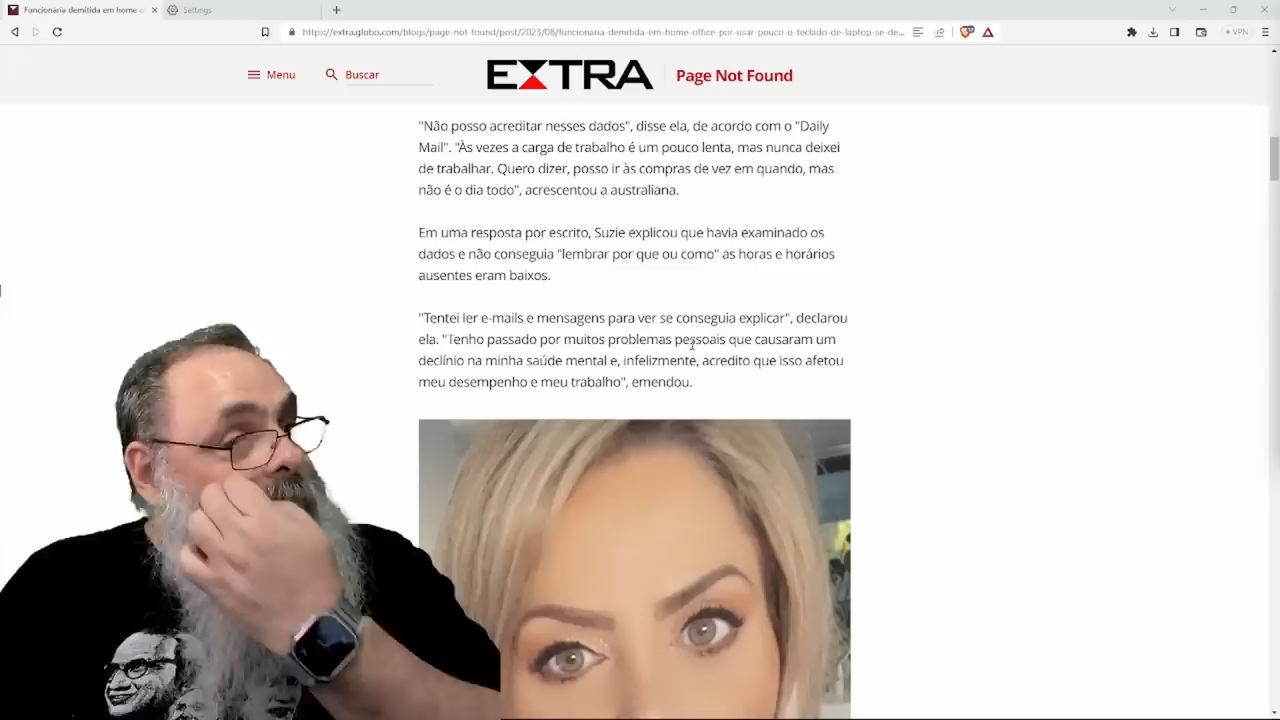 Funcionária demitida em home o
Settings
https://extra.globo.com/blogs/page-not-found/post/2023/08/funcionaria-demitida-em-home-office-por-usar-pouco-o-teclado-de-laptop-se-de...
VPN
Menu
Buscar
EXTRA
Page Not Found
"Não posso acreditar nesses dados", disse ela, de acordo com o "Daily
Mail". "Às vezes a carga de trabalho é um pouco lenta, mas nunca deixei
de trabalhar. Quero dizer, posso ir às compras de vez em quando, mas
não é o dia todo", acrescentou a australiana.
Em uma resposta por escrito, Suzie explicou que havia examinado os
dados e não conseguia "lembrar por que ou como" as horas e horários
ausentes eram baixos.
"Tentei ler e-mails e mensagens para ver se conseguia explicar", declarou
ela. "Tenho passado por muitos problemas pessoais que causaram um
declínio na minha saúde mental e, infelizmente, acredito que isso afetou
meu desempenho e meu trabalho", emendou.